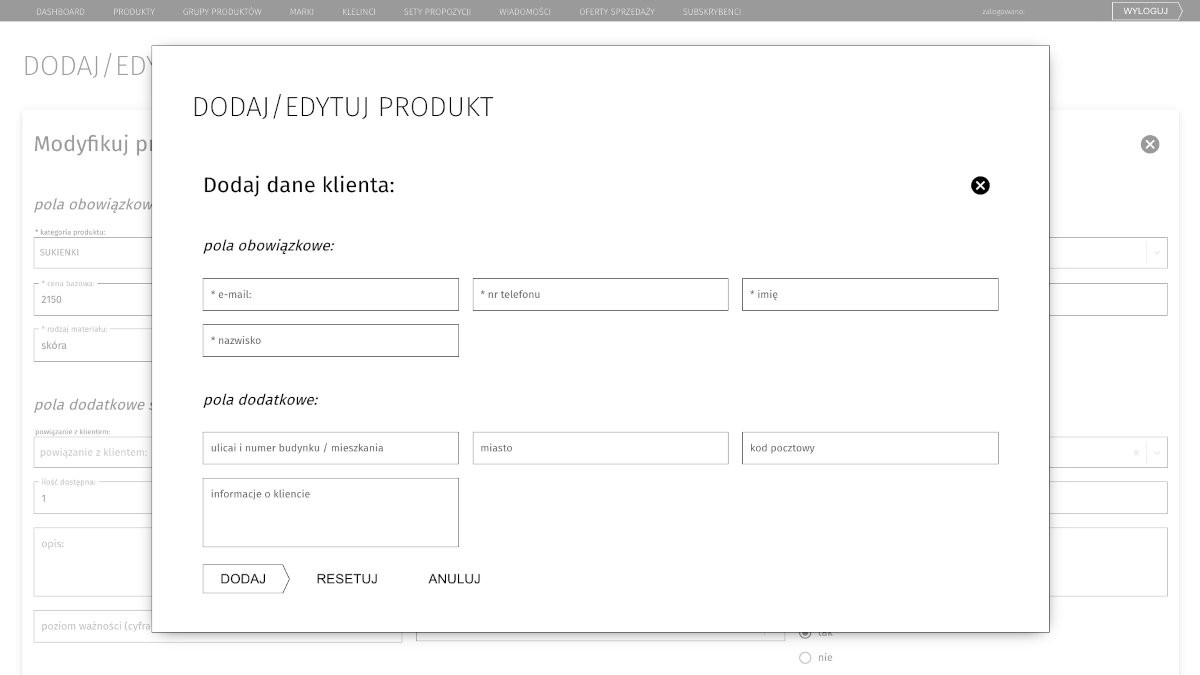 DASHBOARD PRODUKTY GRUPY PRODUKTÓW MARKI KLELINCI SETY PROPOZYCJI WIADOMOŚCI OFERTY SPRZEDAŻY SUBSKRYBENCI zalogowano: WYLOGUJ
DODAJ/EDY
DODAJ/EDYTUJ PRODUKT
Modyfikuj pr
Dodaj dane klienta:
pola obowiązkow
pola obowiązkowe:
* kategoria produktu:
SUKIENKI
* cena bazowa:
2150
* e-mail:
* nr telefonu
* imię
* rodzaj materiału:
skóra
* nazwisko
pola dodatkowe s
pola dodatkowe:
powiązanie z klientem:
powiązanie z klientem:
ulicai i numer budynku / mieszkania
miasto
kod pocztowy
ilość dostępna:
1
informacje o kliencie
opis:
DODAJ RESETUJ ANULUJ
poziom ważności (cyfra
tak
nie